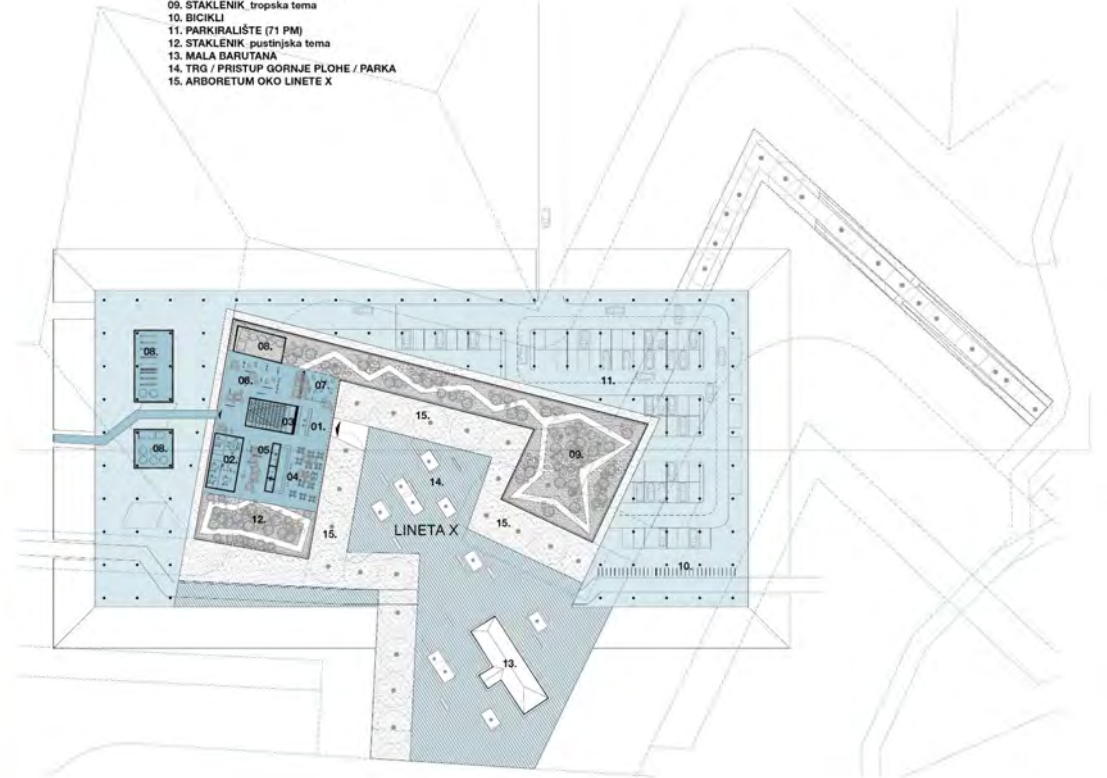 09. STAKLENIK_tropska tema
10. BICIKLI
11. PARKIRALIŠTE (71 PM)
12. STAKLENIK_pustinjska tema
13. MALA BARUTANA
14. TRG / PRISTUP GORNJE PLOHE / PARKA
15. ARBORETUM OKO LINETE X
08.
08.
06.
07.
11.
15.
03.
01.
08.
02.
05.
04.
09.
14.
12.
LINETA X
15.
15.
10.
13.